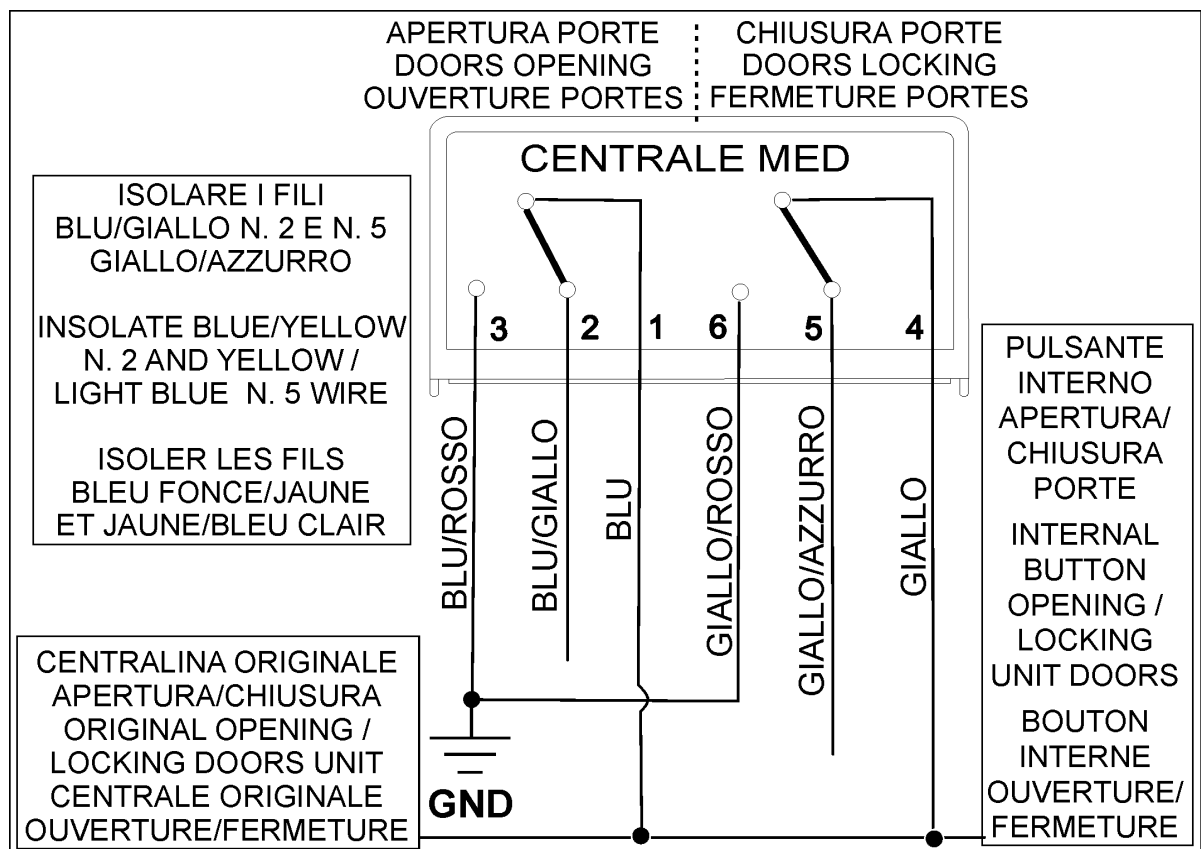 APERTURA PORTE
DOORS OPENING
OUVERTURE PORTES
CHIUSURA PORTE
DOORS LOCKING
FERMETURE PORTES
CENTRALE MED
ISOLARE I FILI
BLU/GIALLO N. 2 E N. 5
GIALLO/AZZURRO
INSOLATE BLUE/YELLOW
N. 2 AND YELLOW /
LIGHT BLUE N. 5 WIRE
ISOLER LES FILS
BLEU FONCE/JAUNE
ET JAUNE/BLEU CLAIR
3 2 1 6 5 4
BLU/ROSSO
BLU/GIALLO
BLU
GIALLO/ROSSO
GIALLO/AZZURRO
GIALLO
PULSANTE
INTERNO
APERTURA/
CHIUSURA
PORTE
INTERNAL
BUTTON
OPENING /
LOCKING
UNIT DOORS
BOUTON
INTERNE
OUVERTURE/
FERMETURE
CENTRALINA ORIGINALE
APERTURA/CHIUSURA
ORIGINAL OPENING /
LOCKING DOORS UNIT
CENTRALE ORIGINALE
OUVERTURE/FERMETURE
GND